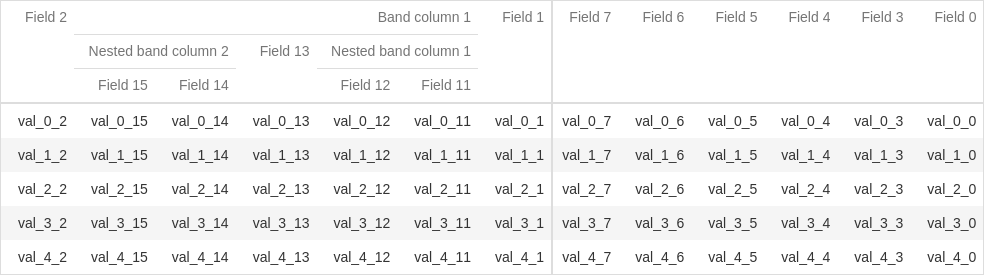 Field 2 Band column 1 Field 1 Field 7 Field 6 Field 5 Field 4 Field 3 Field 0
Nested band column 2 Field 13 Nested band column 1
Field 15 Field 14 Field 12 Field 11
val_0_2 val_0_15 val_0_14 val_0_13 val_0_12 val_0_11 val_0_1 val_0_7 val_0_6 val_0_5 val_0_4 val_0_3 val_0_0
val_1_2 val_1_15 val_1_14 val_1_13 val_1_12 val_1_11 val_1_1 val_1_7 val_1_6 val_1_5 val_1_4 val_1_3 val_1_0
val_2_2 val_2_15 val_2_14 val_2_13 val_2_12 val_2_11 val_2_1 val_2_7 val_2_6 val_2_5 val_2_4 val_2_3 val_2_0
val_3_2 val_3_15 val_3_14 val_3_13 val_3_12 val_3_11 val_3_1 val_3_7 val_3_6 val_3_5 val_3_4 val_3_3 val_3_0
val_4_2 val_4_15 val_4_14 val_4_13 val_4_12 val_4_11 val_4_1 val_4_7 val_4_6 val_4_5 val_4_4 val_4_3 val_4_0